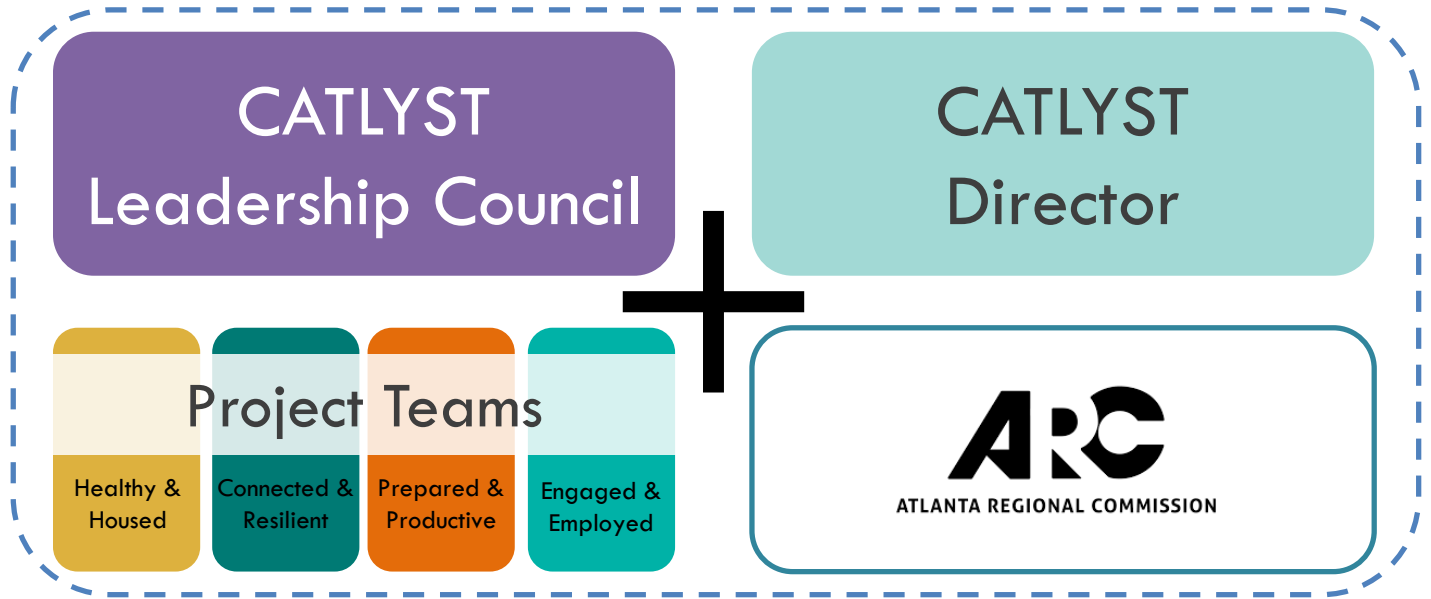 CATLYST
Leadership Council
CATLYST
Director
Project Teams
Healthy &
Housed
Connected &
Resilient
Prepared &
Productive
Engaged &
Employed
ARC
ATLANTA REGIONAL COMMISSION